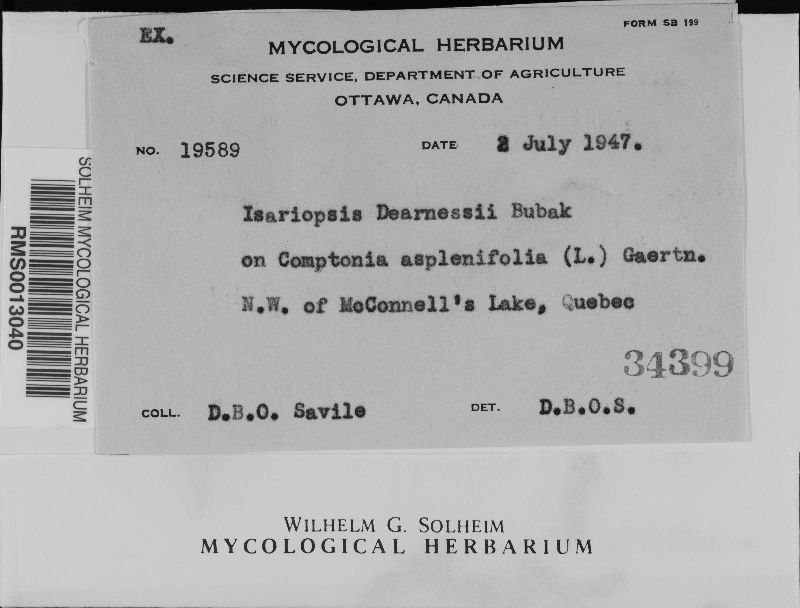 EX.
FORM SB 199
MYCOLOGICAL HERBARIUM
SCIENCE SERVICE, DEPARTMENT OF AGRICULTURE
OTTAWA, CANADA
NO. 19589 DATE 2 July 1947.
Isariopsis Dearnessii Bubak
on Comptonia asplenifolia (L.) Gaertn.
N.W. of McConnell's Lake, Quebec
34399
COLL. D.B.O. Savile DET. D.B.O.S.
SOLHEIM MYCOLOGICAL HERBARIUM
RMS0013040
WILHELM G. SOLHEIM
MYCOLOGICAL HERBARIUM